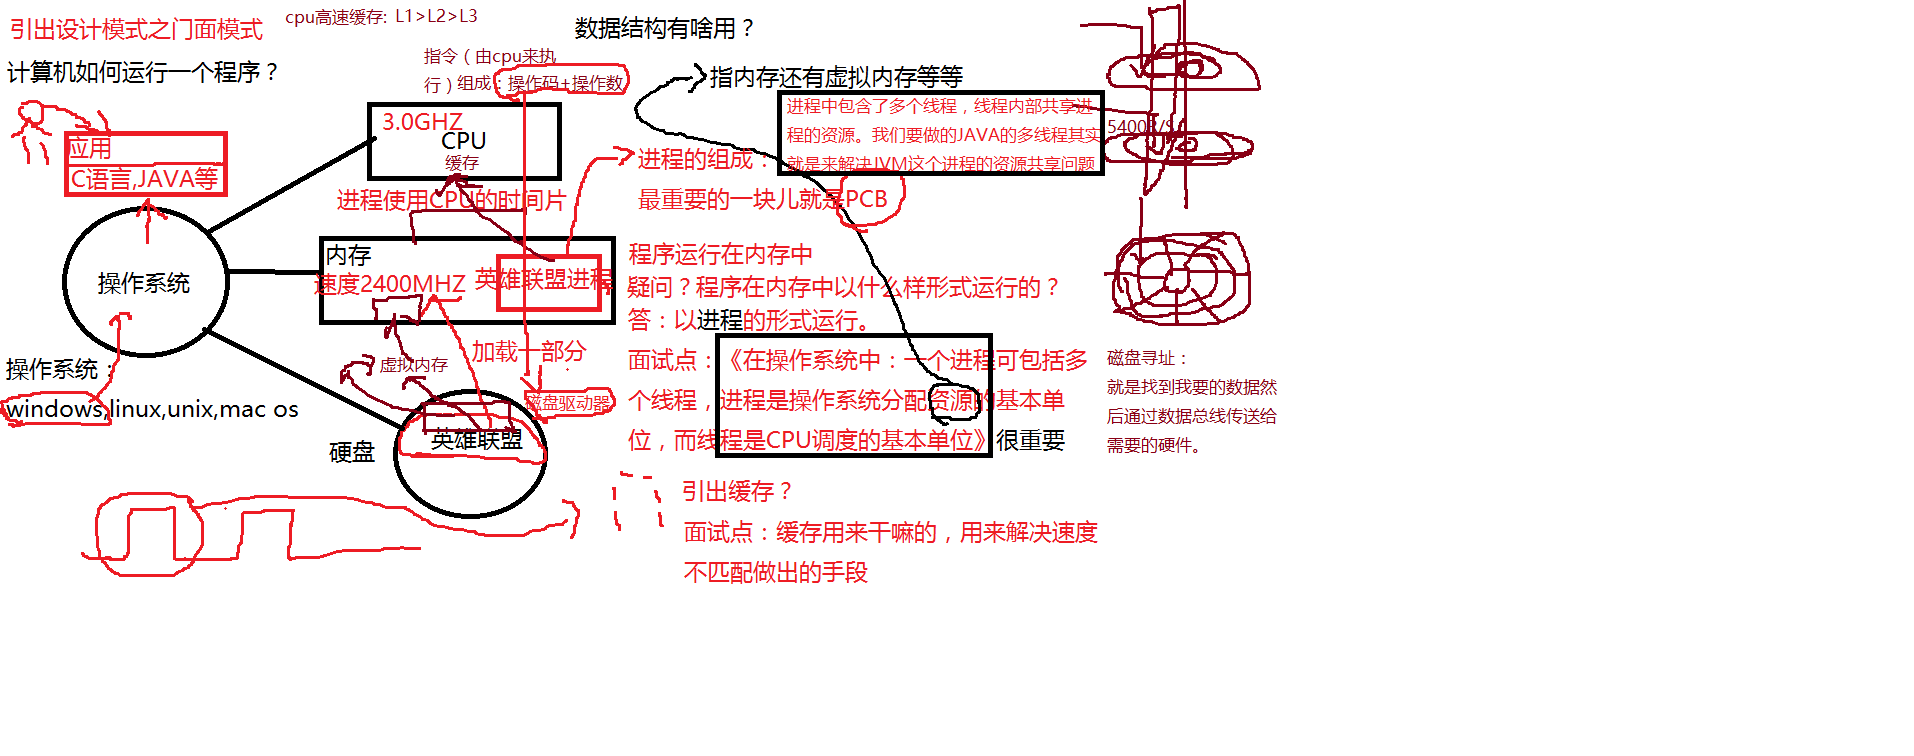 引出设计模式之门面模式
cpu高速缓存: L1>L2>L3
数据结构有啥用？
计算机如何运行一个程序？
指令（由cpu来执
行）组成：操作码+操作数
指内存还有虚拟内存等等
应用
C语言,JAVA等
3.0GHZ
CPU
缓存
进程使用CPU的时间片
进程的组成：
进程中包含了多个线程，线程内部共享进
程的资源。我们要做的JAVA的多线程其实
就是来解决JVM这个进程的资源共享问题
最重要的一块儿就是PCB
操作系统
内存
速度2400MHZ
英雄联盟进程
程序运行在内存中
疑问？程序在内存中以什么样形式运行的？
答：以进程的形式运行。
面试点：《在操作系统中：一个进程可包括多
个线程，进程是操作系统分配资源的基本单
位，而线程是CPU调度的基本单位》很重要
操作系统：
windows,linux,unix,mac os
虚拟内存
加载一部分
磁盘驱动器
英雄联盟
硬盘
磁盘寻址：
就是找到我要的数据然
后通过数据总线传送给
需要的硬件。
引出缓存？
面试点：缓存用来干嘛的，用来解决速度
不匹配做出的手段